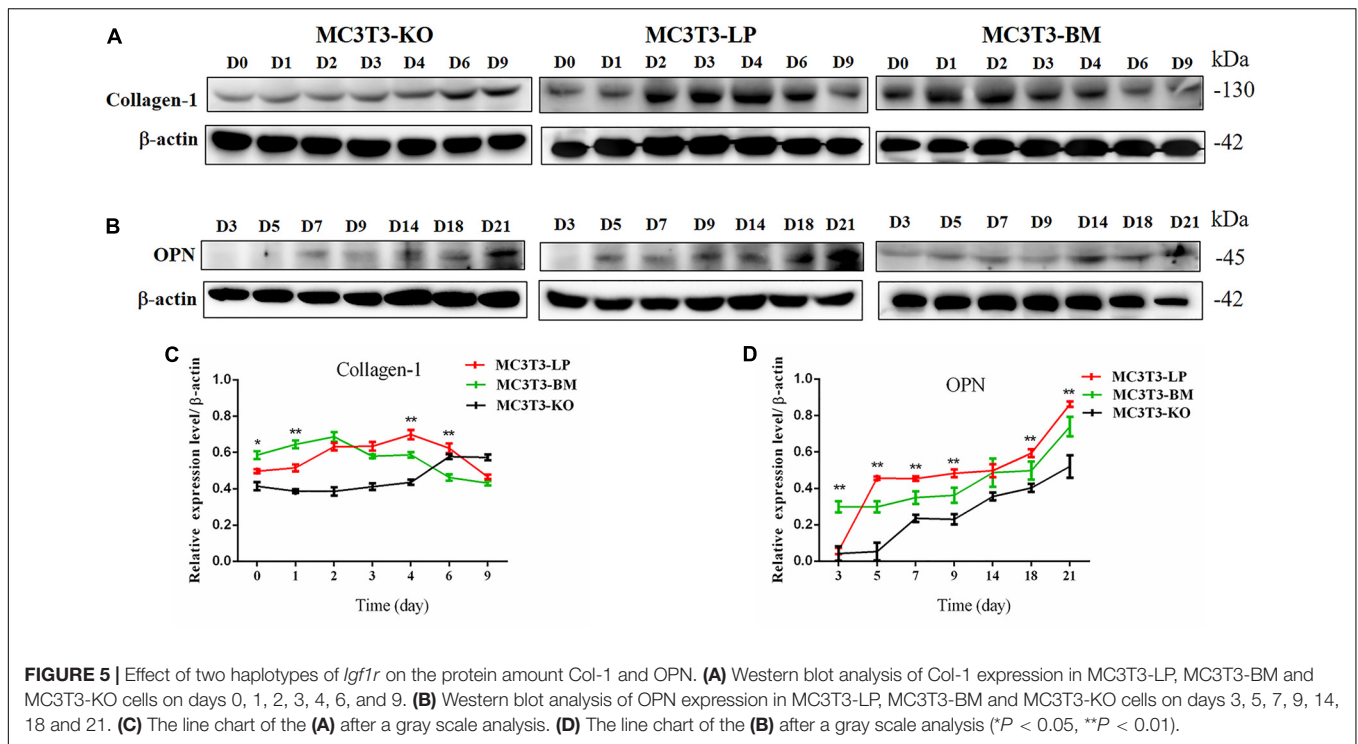 A
MC3T3-KO MC3T3-LP MC3T3-BM
D0 D1 D2 D3 D4 D6 D9 D0 D1 D2 D3 D4 D6 D9 D0 D1 D2 D3 D4 D6 D9 kDa
Collagen-1 -130
β-actin -42
B
D3 D5 D7 D9 D14 D18 D21 D3 D5 D7 D9 D14 D18 D21 D3 D5 D7 D9 D14 D18 D21 kDa
OPN -45
β-actin -42
C
Collagen-1
MC3T3-LP
MC3T3-BM
MC3T3-KO
Relative expression level/ β-actin
1.0
0.8
0.6
0.4
0.2
0.0
* ** ** **
0 1 2 3 4 6 9
Time (day)
D
OPN
MC3T3-LP
MC3T3-BM
MC3T3-KO
Relative expression level/ β-actin
1.0
0.8
0.6
0.4
0.2
0.0
** ** ** ** ** **
3 5 7 9 14 18 21
Time (day)
FIGURE 5 | Effect of two haplotypes of Igf1r on the protein amount Col-1 and OPN. (A) Western blot analysis of Col-1 expression in MC3T3-LP, MC3T3-BM and
MC3T3-KO cells on days 0, 1, 2, 3, 4, 6, and 9. (B) Western blot analysis of OPN expression in MC3T3-LP, MC3T3-BM and MC3T3-KO cells on days 3, 5, 7, 9, 14,
18 and 21. (C) The line chart of the (A) after a gray scale analysis. (D) The line chart of the (B) after a gray scale analysis (*P < 0.05, **P < 0.01).